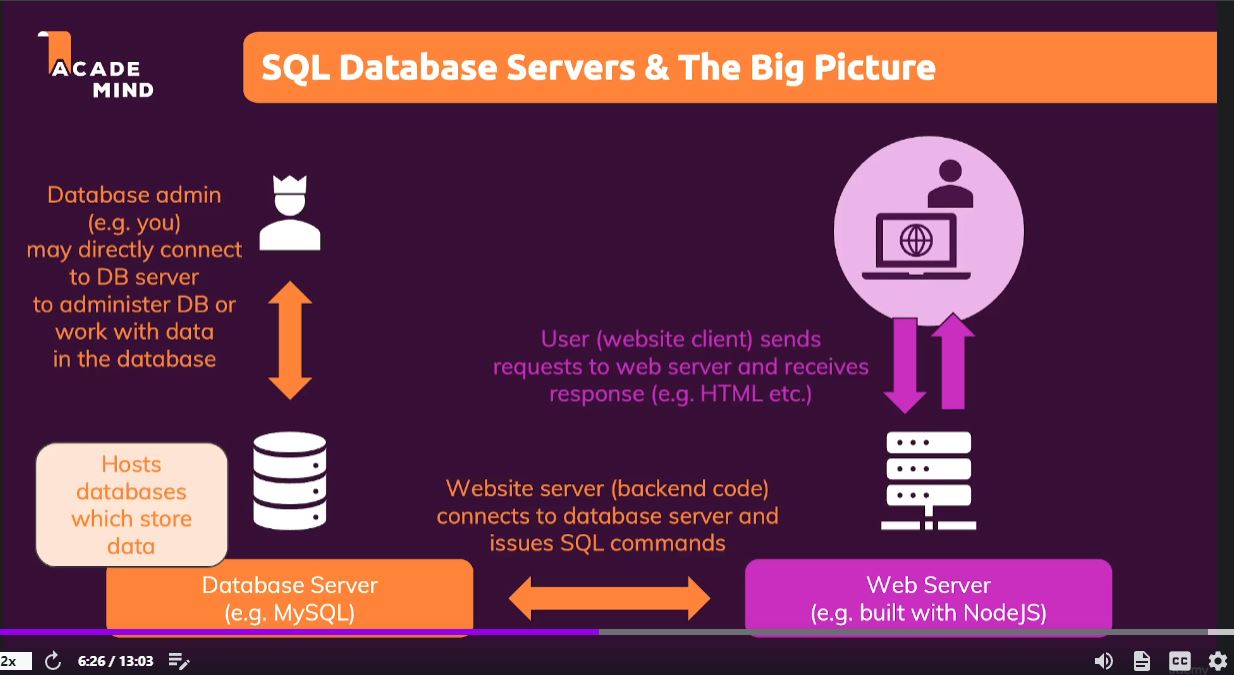 ACADE
MIND
SQL Database Servers & The Big Picture
Database admin
(e.g. you)
may directly connect
to DB server
to administer DB or
work with data
in the database
User (website client) sends
requests to web server and receives
response (e.g. HTML etc.)
Hosts
databases
which store
data
Website server (backend code)
connects to database server and
issues SQL commands
Database Server
(e.g. MySQL)
Web Server
(e.g. built with NodeJS)
2x
6:26 / 13:03
CC